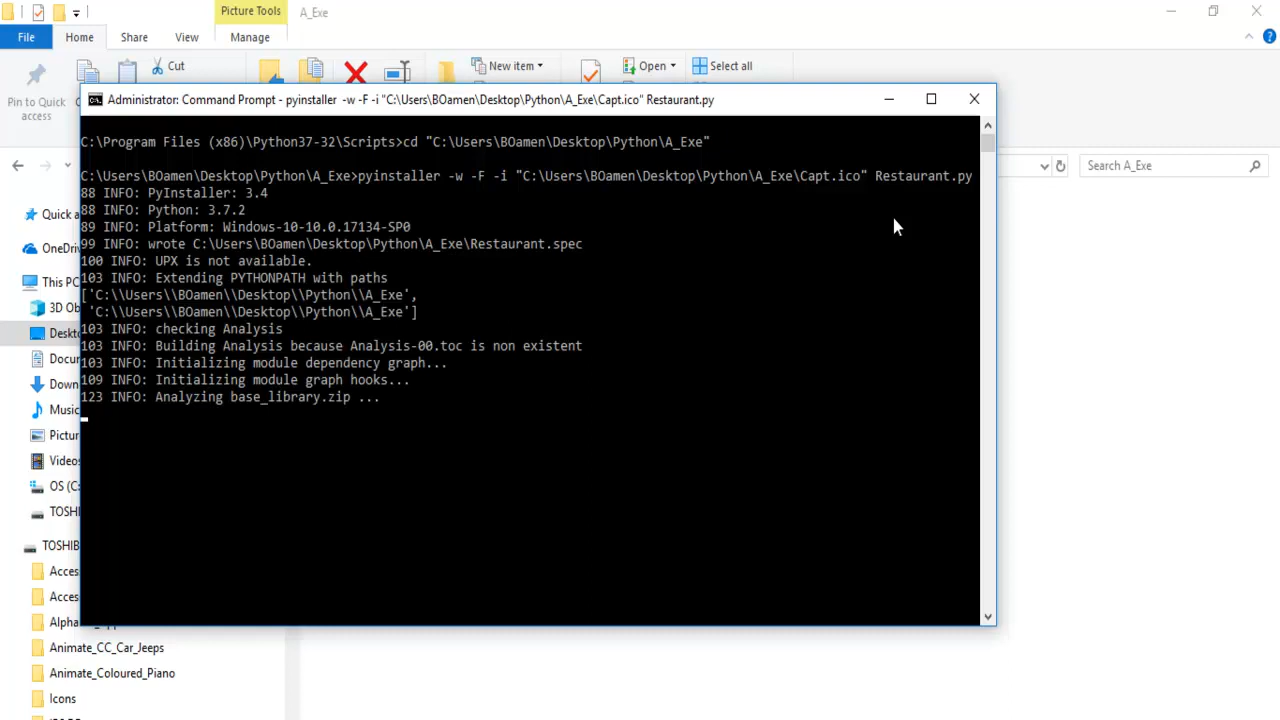 Picture Tools
A_Exe
File
Home
Share
View
Manage
Cut
New item
Open
Select all
Pin to Quick
access
Administrator: Command Prompt - pyinstaller -w -F -i "C:\Users\BOamen\Desktop\Python\A_Exe\Capt.ico" Restaurant.py
C:\Program Files (x86)\Python37-32\Scripts>cd "C:\Users\BOamen\Desktop\Python\A_Exe"
C:\Users\BOamen\Desktop\Python\A_Exe>pyinstaller -w -F -i "C:\Users\BOamen\Desktop\Python\A_Exe\Capt.ico" Restaurant.py
88 INFO: PyInstaller: 3.4
88 INFO: Python: 3.7.2
89 INFO: Platform: Windows-10-10.0.17134-SP0
99 INFO: wrote C:\Users\BOamen\Desktop\Python\A_Exe\Restaurant.spec
100 INFO: UPX is not available.
103 INFO: Extending PYTHONPATH with paths
['C:\\Users\\BOamen\\Desktop\\Python\\A_Exe',
'C:\\Users\\BOamen\\Desktop\\Python\\A_Exe']
103 INFO: checking Analysis
103 INFO: Building Analysis because Analysis-00.toc is non existent
103 INFO: Initializing module dependency graph...
109 INFO: Initializing module graph hooks...
123 INFO: Analyzing base_library.zip ...
Search A_Exe
Quick a
OneDriv
This PC
3D Ob
Deskto
Docum
Down
Music
Pictur
Videos
OS (C:
TOSHI
TOSHIB
Acces
Acces
Alpha
Animate_CC_Car_Jeeps
Animate_Coloured_Piano
Icons